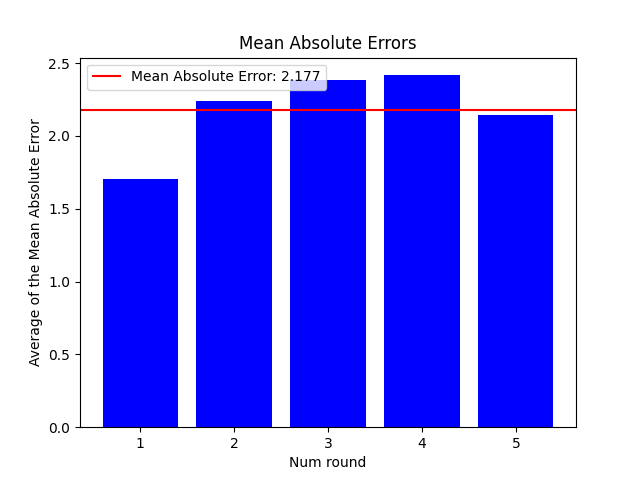 Mean Absolute Errors
Mean Absolute Error: 2.177
2.5
2.0
1.5
1.0
0.5
0.0
Average of the Mean Absolute Error
1 2 3 4 5
Num round